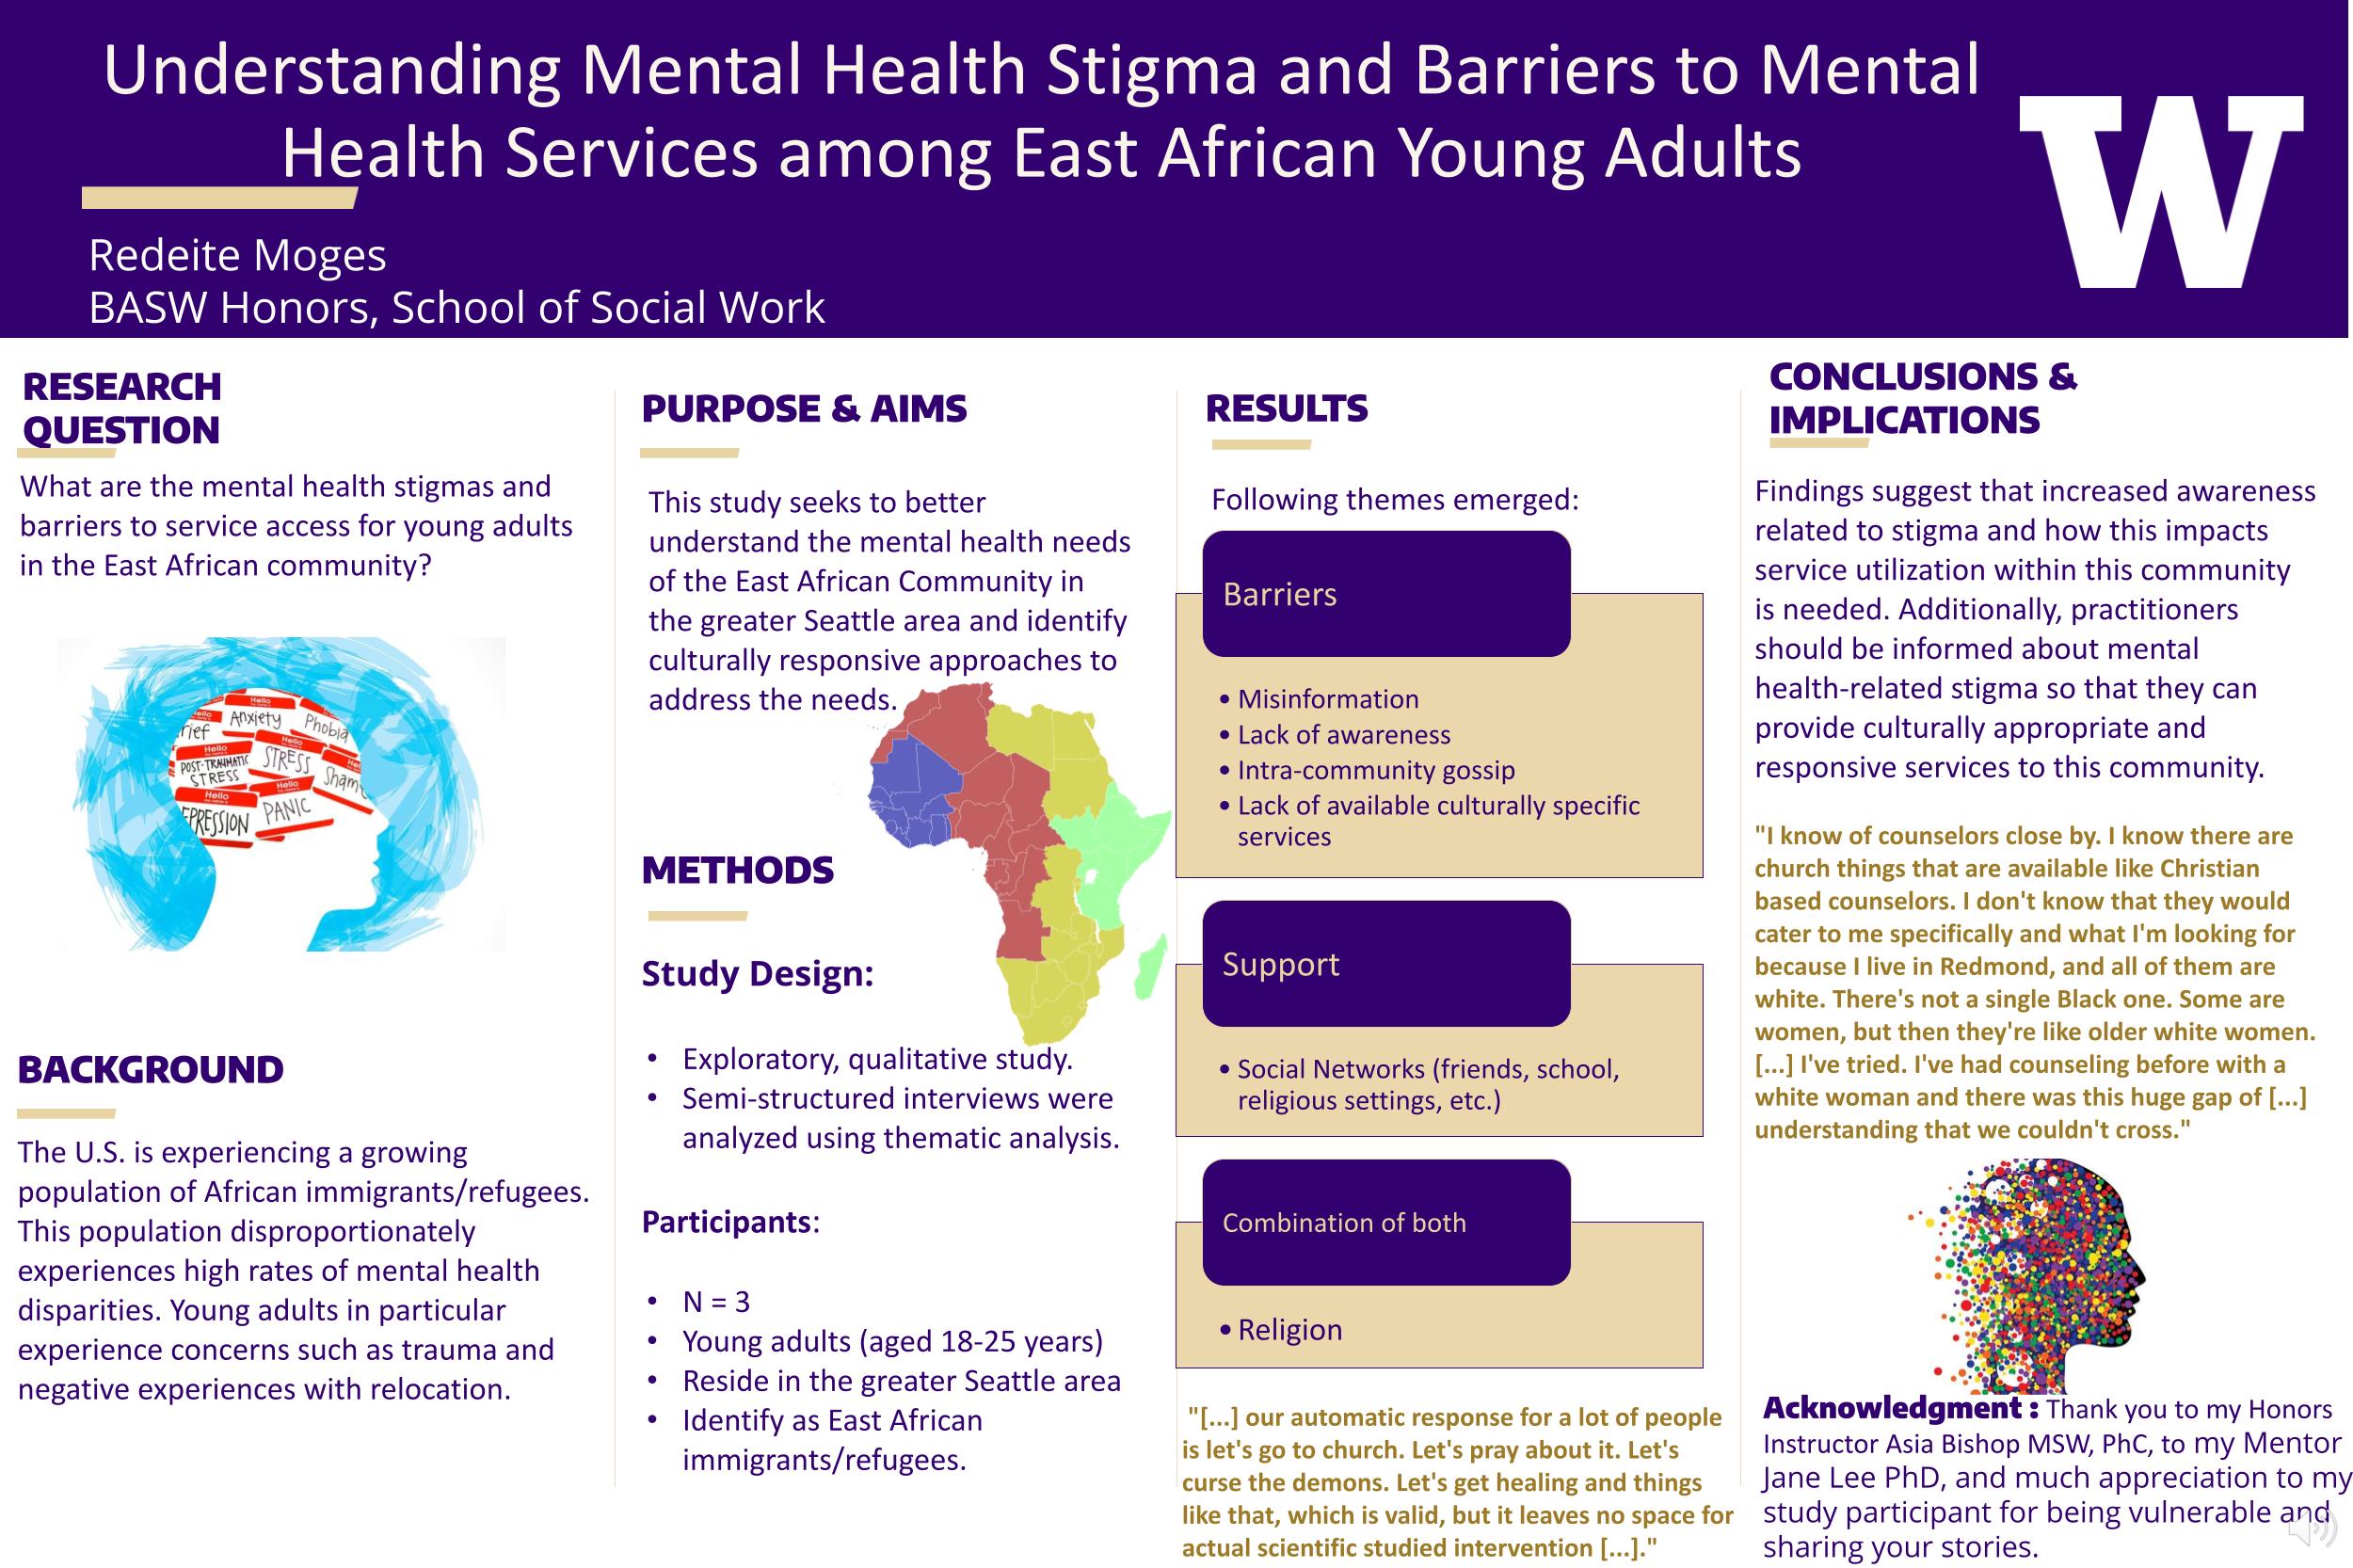 Understanding Mental Health Stigma and Barriers to Mental
Health Services among East African Young Adults
W
Redeite Moges
BASW Honors, School of Social Work
RESEARCH
QUESTION
What are the mental health stigmas and
barriers to service access for young adults
in the East African community?
Hello
Anxiety
Hello
Phobia
rief
Hello
POST-TRAUMATIC
STRESS
Hello
STRESS
Sham
Hello
EPRESSION
Hello
PANIC
BACKGROUND
The U.S. is experiencing a growing
population of African immigrants/refugees.
This population disproportionately
experiences high rates of mental health
disparities. Young adults in particular
experience concerns such as trauma and
negative experiences with relocation.
PURPOSE & AIMS
This study seeks to better
understand the mental health needs
of the East African Community in
the greater Seattle area and identify
culturally responsive approaches to
address the needs.
METHODS
Study Design:
• Exploratory, qualitative study.
• Semi-structured interviews were
analyzed using thematic analysis.
Participants:
• N = 3
• Young adults (aged 18-25 years)
• Reside in the greater Seattle area
• Identify as East African
immigrants/refugees.
RESULTS
Following themes emerged:
Barriers
• Misinformation
• Lack of awareness
• Intra-community gossip
• Lack of available culturally specific
services
Support
• Social Networks (friends, school,
religious settings, etc.)
Combination of both
• Religion
"[...] our automatic response for a lot of people
is let's go to church. Let's pray about it. Let's
curse the demons. Let's get healing and things
like that, which is valid, but it leaves no space for
actual scientific studied intervention [...]."
CONCLUSIONS &
IMPLICATIONS
Findings suggest that increased awareness
related to stigma and how this impacts
service utilization within this community
is needed. Additionally, practitioners
should be informed about mental
health-related stigma so that they can
provide culturally appropriate and
responsive services to this community.
"I know of counselors close by. I know there are
church things that are available like Christian
based counselors. I don't know that they would
cater to me specifically and what I'm looking for
because I live in Redmond, and all of them are
white. There's not a single Black one. Some are
women, but then they're like older white women.
[...] I've tried. I've had counseling before with a
white woman and there was this huge gap of [...]
understanding that we couldn't cross."
Acknowledgment : Thank you to my Honors
Instructor Asia Bishop MSW, PhC, to my Mentor
Jane Lee PhD, and much appreciation to my
study participant for being vulnerable and
sharing your stories.